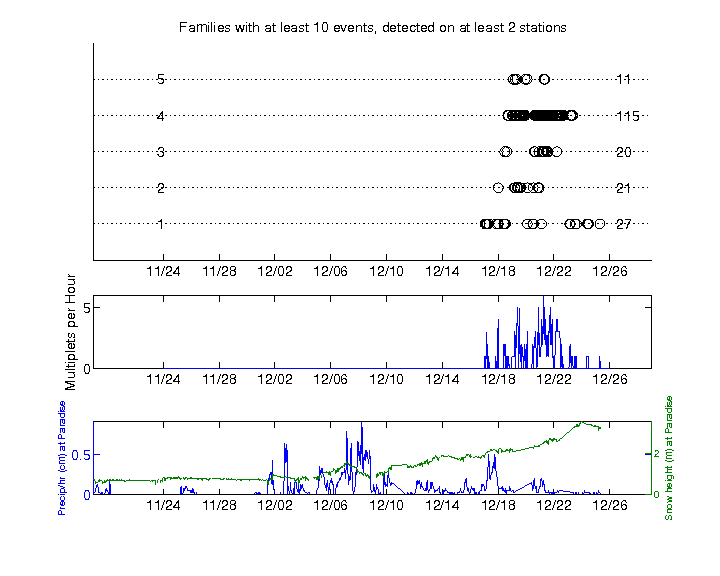 Families with at least 10 events, detected on at least 2 stations
5 11
4 115
3 20
2 21
1 27
11/24 11/28 12/02 12/06 12/10 12/14 12/18 12/22 12/26
Multiplets per Hour
5
0
11/24 11/28 12/02 12/06 12/10 12/14 12/18 12/22 12/26
Precip/hr (cm) at Paradise
0.5
0
Snow height (m) at Paradise
2
0
11/24 11/28 12/02 12/06 12/10 12/14 12/18 12/22 12/26